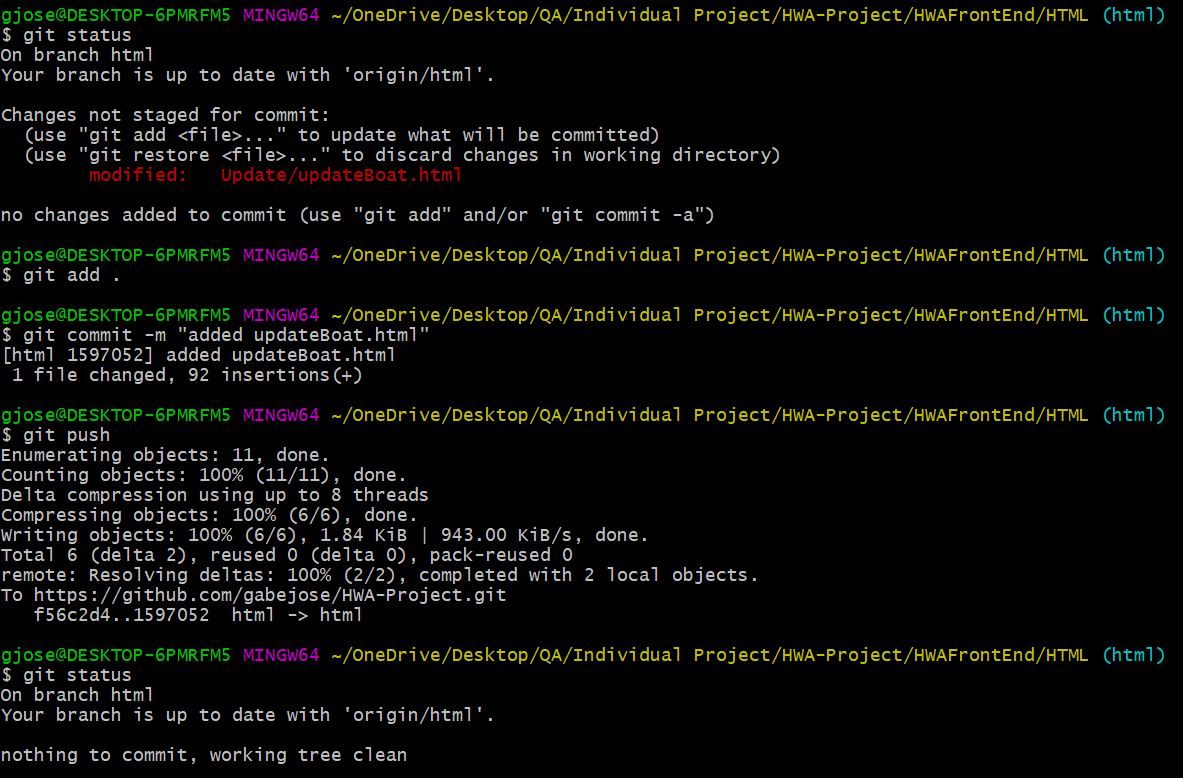 gjose@DESKTOP-6PMRFM5 MINGW64 ~/OneDrive/Desktop/QA/Individual Project/HWA-Project/HWAFrontEnd/HTML (html)
$ git status
On branch html
Your branch is up to date with 'origin/html'.
Changes not staged for commit:
  (use "git add <file>..." to update what will be committed)
  (use "git restore <file>..." to discard changes in working directory)
        modified:   Update/updateBoat.html
no changes added to commit (use "git add" and/or "git commit -a")
gjose@DESKTOP-6PMRFM5 MINGW64 ~/OneDrive/Desktop/QA/Individual Project/HWA-Project/HWAFrontEnd/HTML (html)
$ git add .
gjose@DESKTOP-6PMRFM5 MINGW64 ~/OneDrive/Desktop/QA/Individual Project/HWA-Project/HWAFrontEnd/HTML (html)
$ git commit -m "added updateBoat.html"
[html 1597052] added updateBoat.html
 1 file changed, 92 insertions(+)
gjose@DESKTOP-6PMRFM5 MINGW64 ~/OneDrive/Desktop/QA/Individual Project/HWA-Project/HWAFrontEnd/HTML (html)
$ git push
Enumerating objects: 11, done.
Counting objects: 100% (11/11), done.
Delta compression using up to 8 threads
Compressing objects: 100% (6/6), done.
Writing objects: 100% (6/6), 1.84 KiB | 943.00 KiB/s, done.
Total 6 (delta 2), reused 0 (delta 0), pack-reused 0
remote: Resolving deltas: 100% (2/2), completed with 2 local objects.
To https://github.com/gabejose/HWA-Project.git
   f56c2d4..1597052  html -> html
gjose@DESKTOP-6PMRFM5 MINGW64 ~/OneDrive/Desktop/QA/Individual Project/HWA-Project/HWAFrontEnd/HTML (html)
$ git status
On branch html
Your branch is up to date with 'origin/html'.
nothing to commit, working tree clean